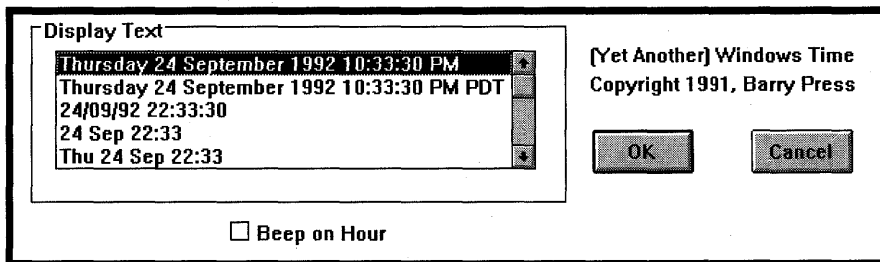 Display Text
Thursday 24 September 1992 10:33:30 PM
Thursday 24 September 1992 10:33:30 PM PDT
24/09/92 22:33:30
24 Sep 22:33
Thu 24 Sep 22:33
(Yet Another) Windows Time
Copyright 1991, Barry Press
OK
Cancel
Beep on Hour